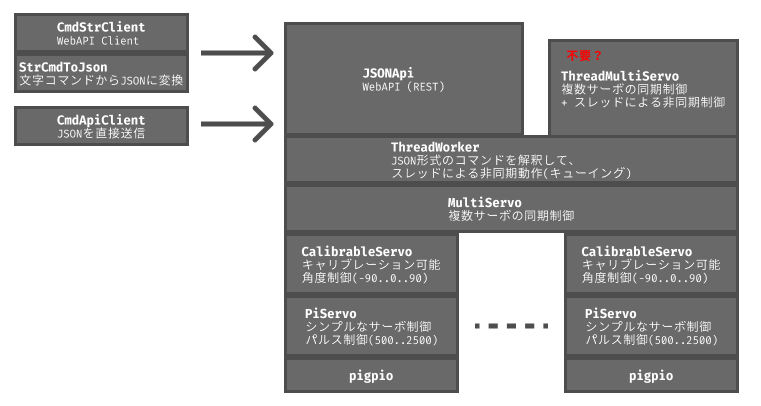 CmdStrClient
WebAPI Client
StrCmdToJson
文字コマンドからJSONに変換
CmdApiClient
JSONを直接送信
JSONApi
WebAPI (REST)
不要？
ThreadMultiServo
複数サーボの同期制御
+ スレッドによる非同期制御
ThreadWorker
JSON形式のコマンドを解釈して、
スレッドによる非同期動作(キューイング)
MultiServo
複数サーボの同期制御
CalibrableServo
キャリブレーション可能
角度制御(-90..0..90)
PiServo
シンプルなサーボ制御
パルス制御(500..2500)
pigpio
CalibrableServo
キャリブレーション可能
角度制御(-90..0..90)
PiServo
シンプルなサーボ制御
パルス制御(500..2500)
pigpio